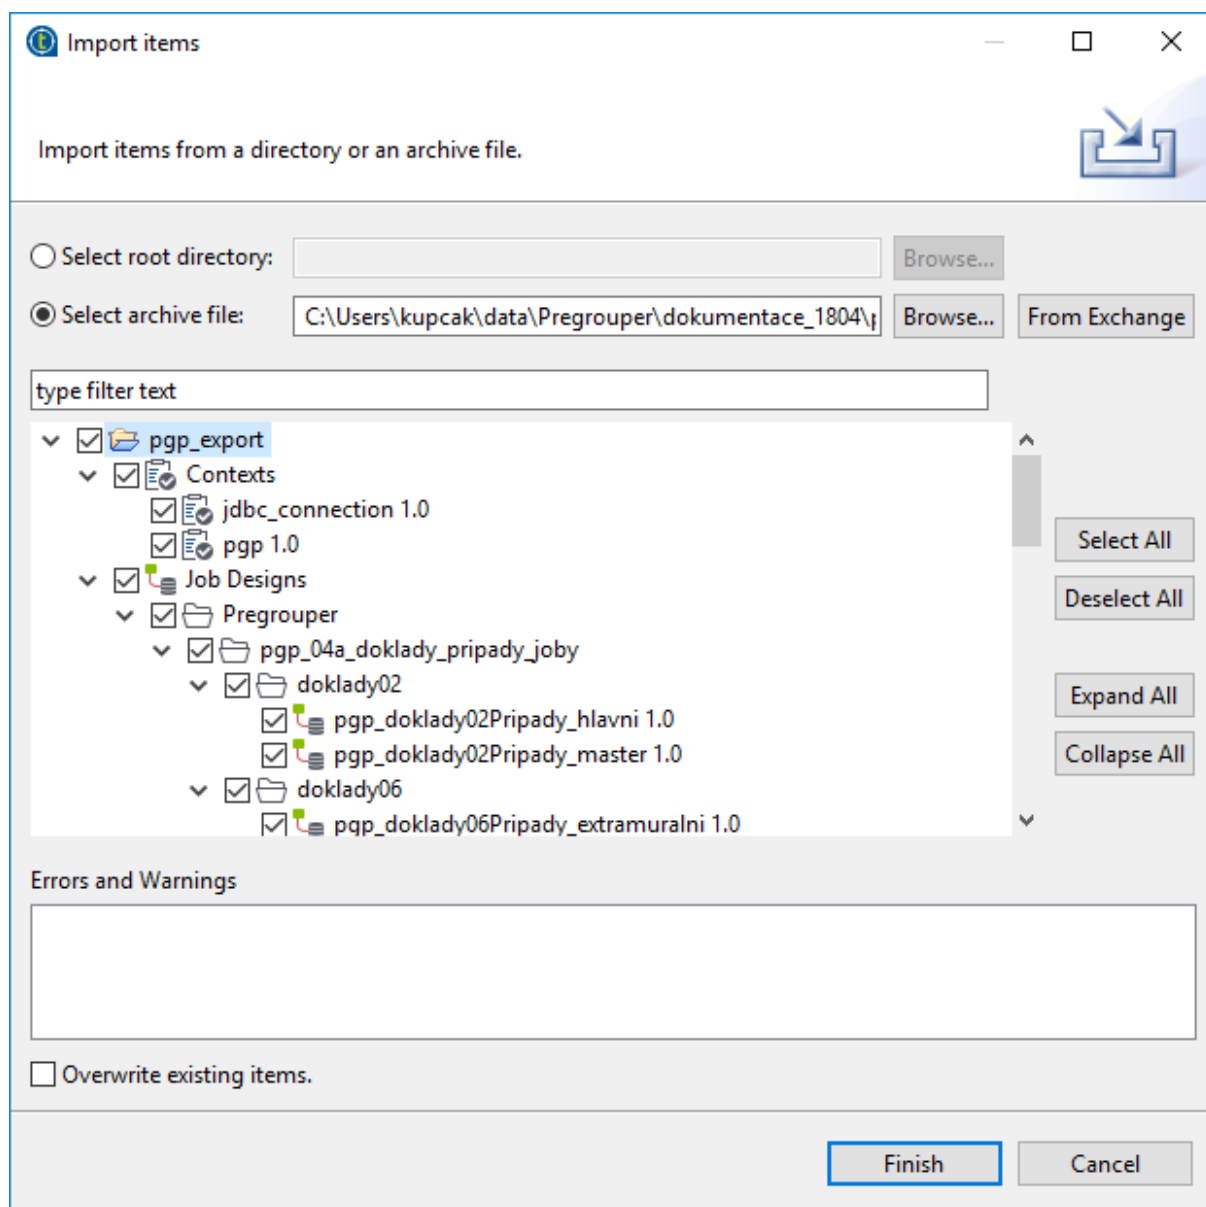 Import items
Import items from a directory or an archive file.
Select root directory:
Browse...
Select archive file:
C:\Users\kupcak\data\Pregrouper\dokumentace_1804\
Browse...
From Exchange
type filter text
pgp_export
Contexts
jdbc_connection 1.0
pgp 1.0
Job Designs
Pregrouper
pgp_04a_doklady_pripady_joby
doklady02
pgp_doklady02Pripady_hlavni 1.0
pgp_doklady02Pripady_master 1.0
doklady06
pgp_doklady06Pripady_extramuralni 1.0
Select All
Deselect All
Expand All
Collapse All
Errors and Warnings
Overwrite existing items.
Finish
Cancel